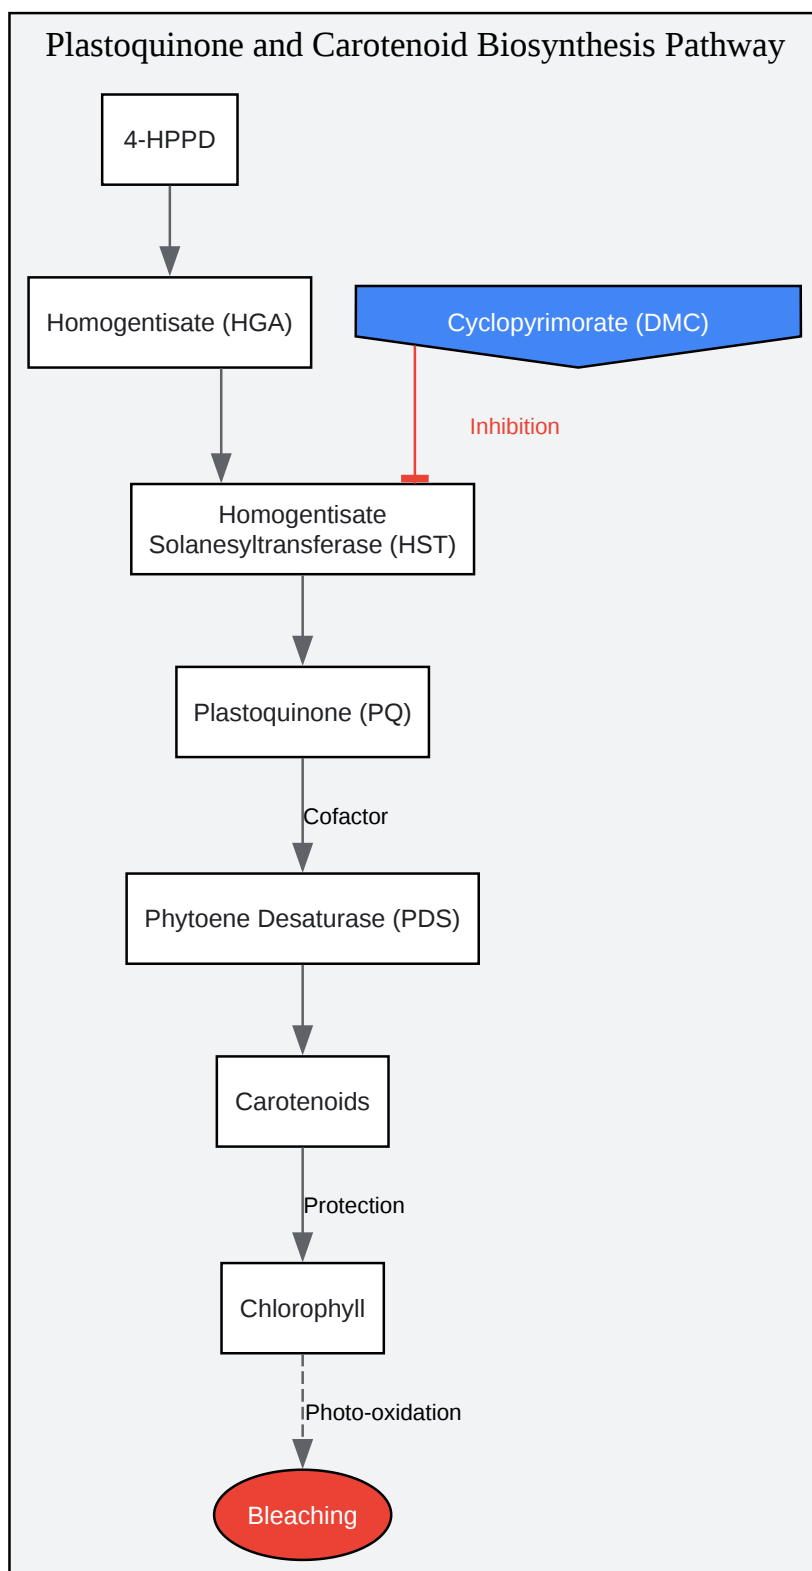 Plastoquinone and Carotenoid Biosynthesis Pathway
4-HPPD
Homogentisate (HGA)
Cyclopyrimorate (DMC)
Inhibition
Homogentisate
Solanesyltransferase (HST)
Plastoquinone (PQ)
Cofactor
Phytoene Desaturase (PDS)
Carotenoids
Protection
Chlorophyll
Photo-oxidation
Bleaching